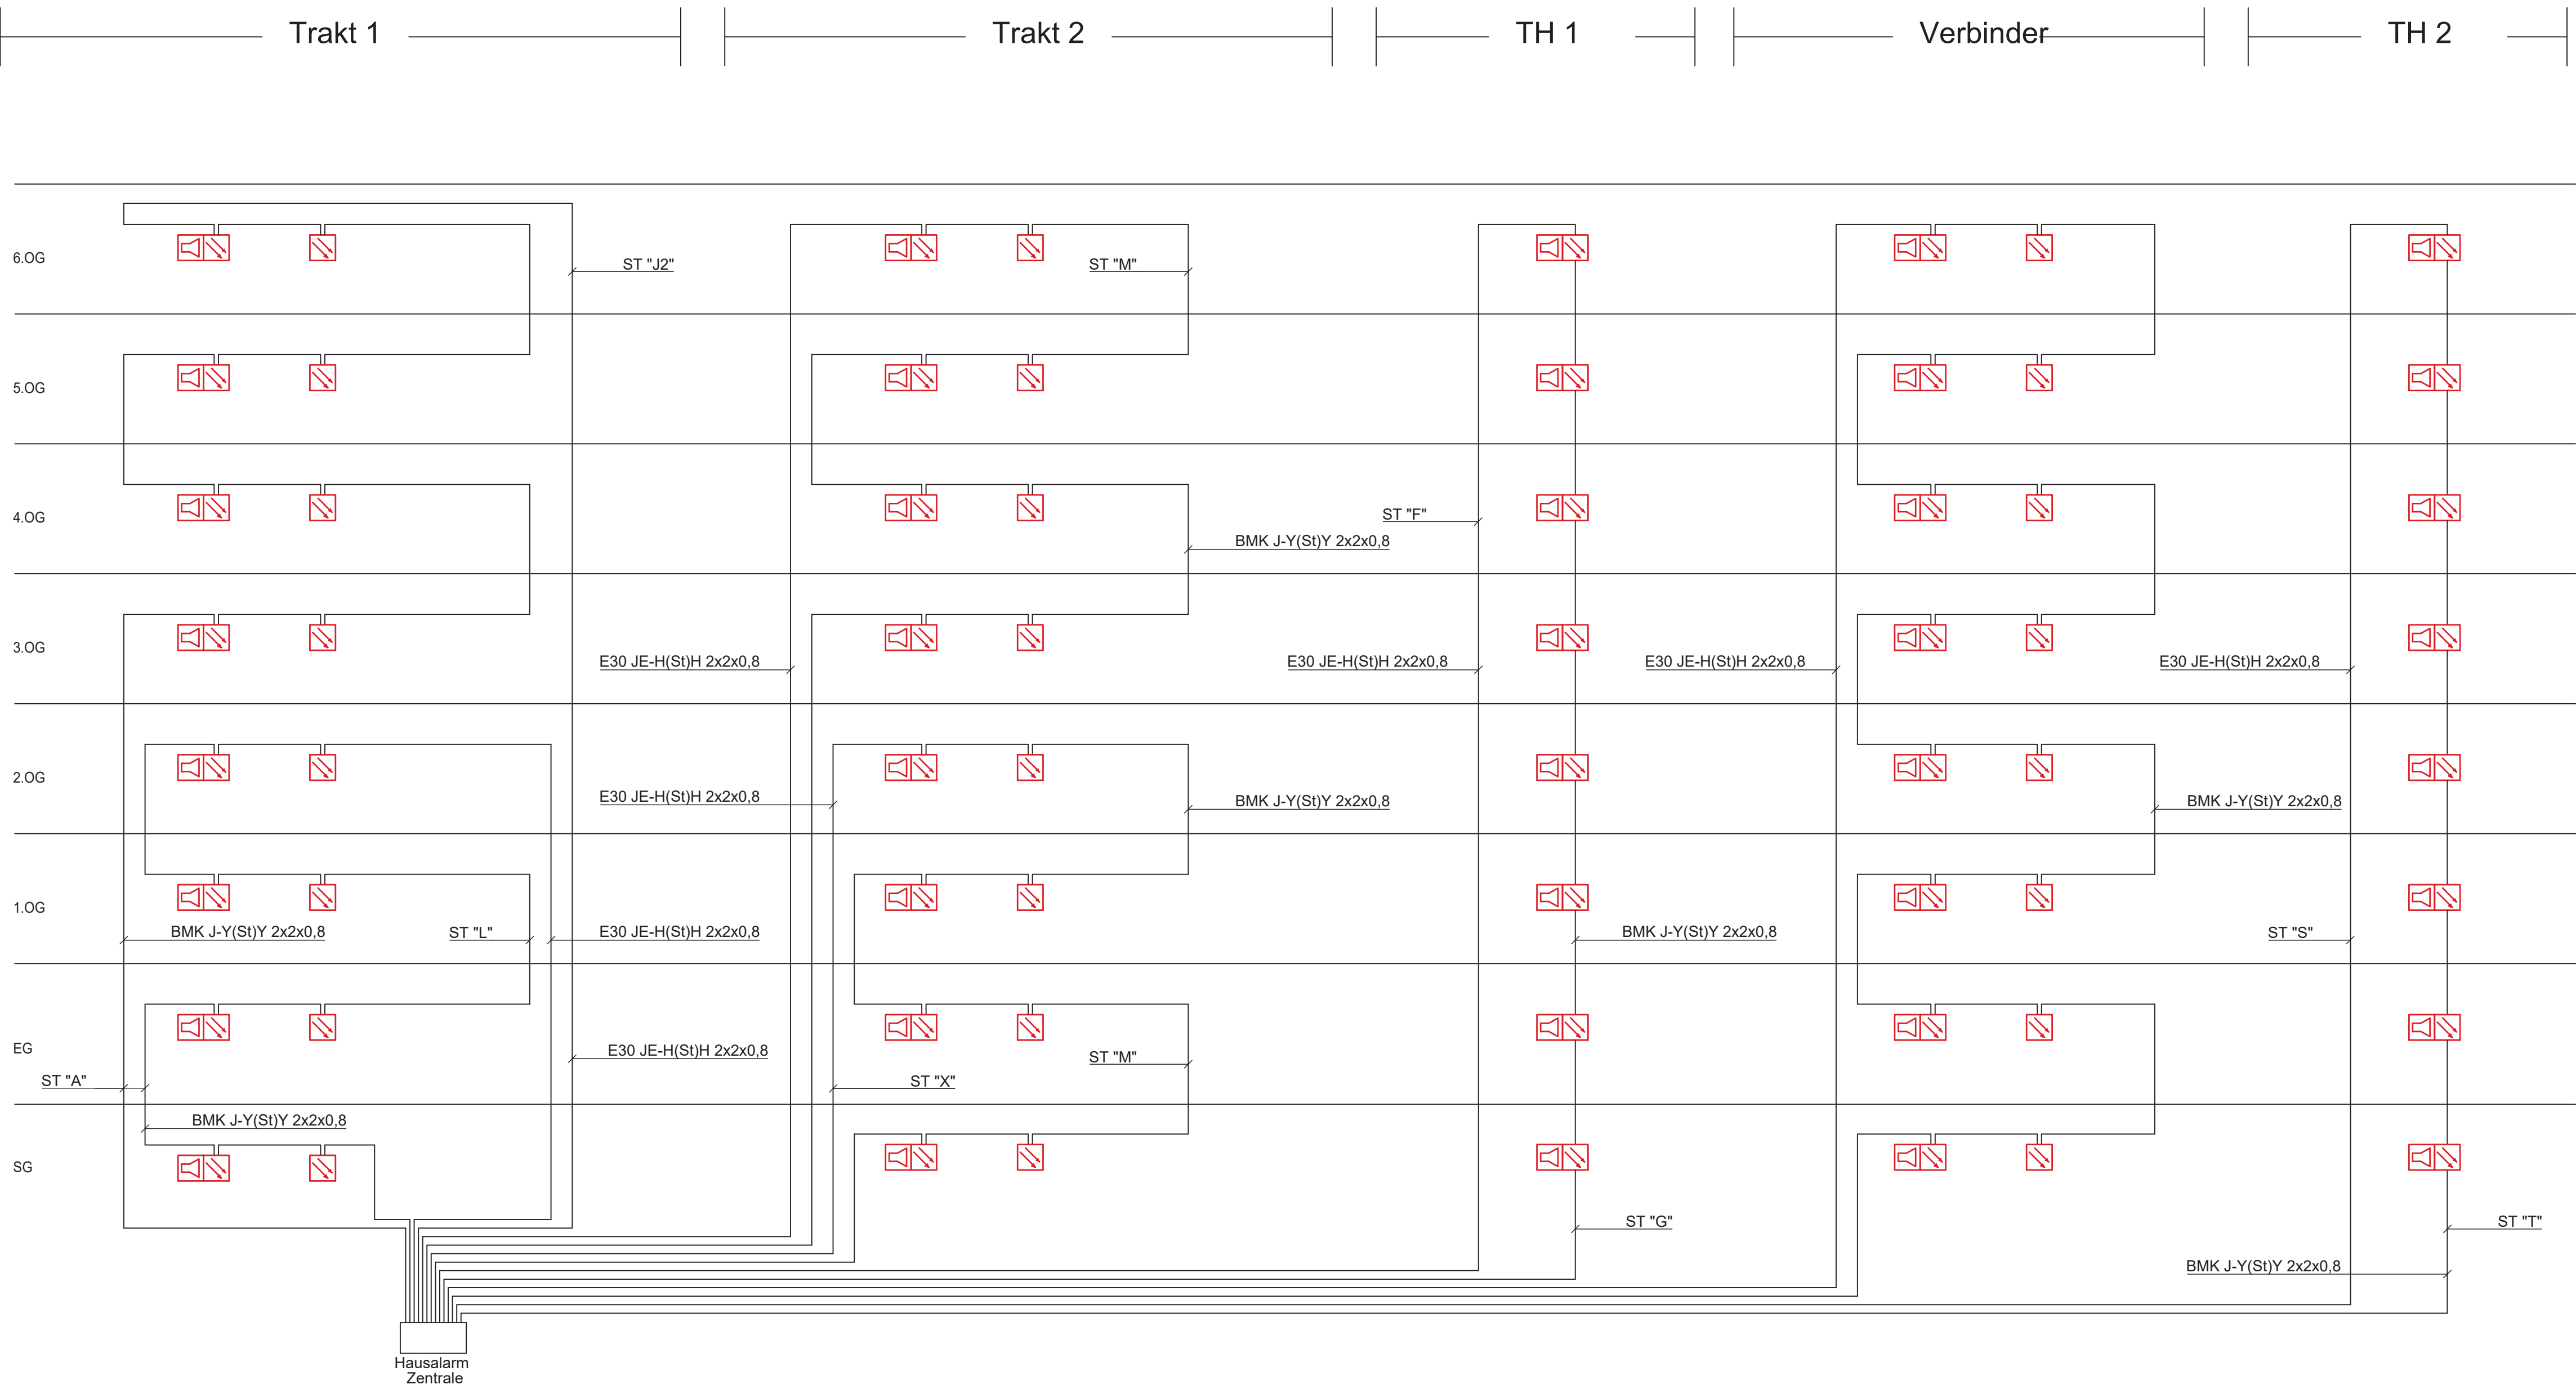 Trakt 1
Trakt 2
TH 1
Verbinder
TH 2
6.OG
ST "J2"
ST "M"
5.OG
4.OG
ST "F"
BMK J-Y(St)Y 2x2x0,8
3.OG
E30 JE-H(St)H 2x2x0,8
E30 JE-H(St)H 2x2x0,8
E30 JE-H(St)H 2x2x0,8
E30 JE-H(St)H 2x2x0,8
2.OG
E30 JE-H(St)H 2x2x0,8
BMK J-Y(St)Y 2x2x0,8
BMK J-Y(St)Y 2x2x0,8
1.OG
BMK J-Y(St)Y 2x2x0,8
ST "L"
E30 JE-H(St)H 2x2x0,8
BMK J-Y(St)Y 2x2x0,8
ST "S"
EG
E30 JE-H(St)H 2x2x0,8
ST "M"
ST "A"
ST "X"
BMK J-Y(St)Y 2x2x0,8
SG
ST "G"
ST "T"
BMK J-Y(St)Y 2x2x0,8
Hausalarm
Zentrale